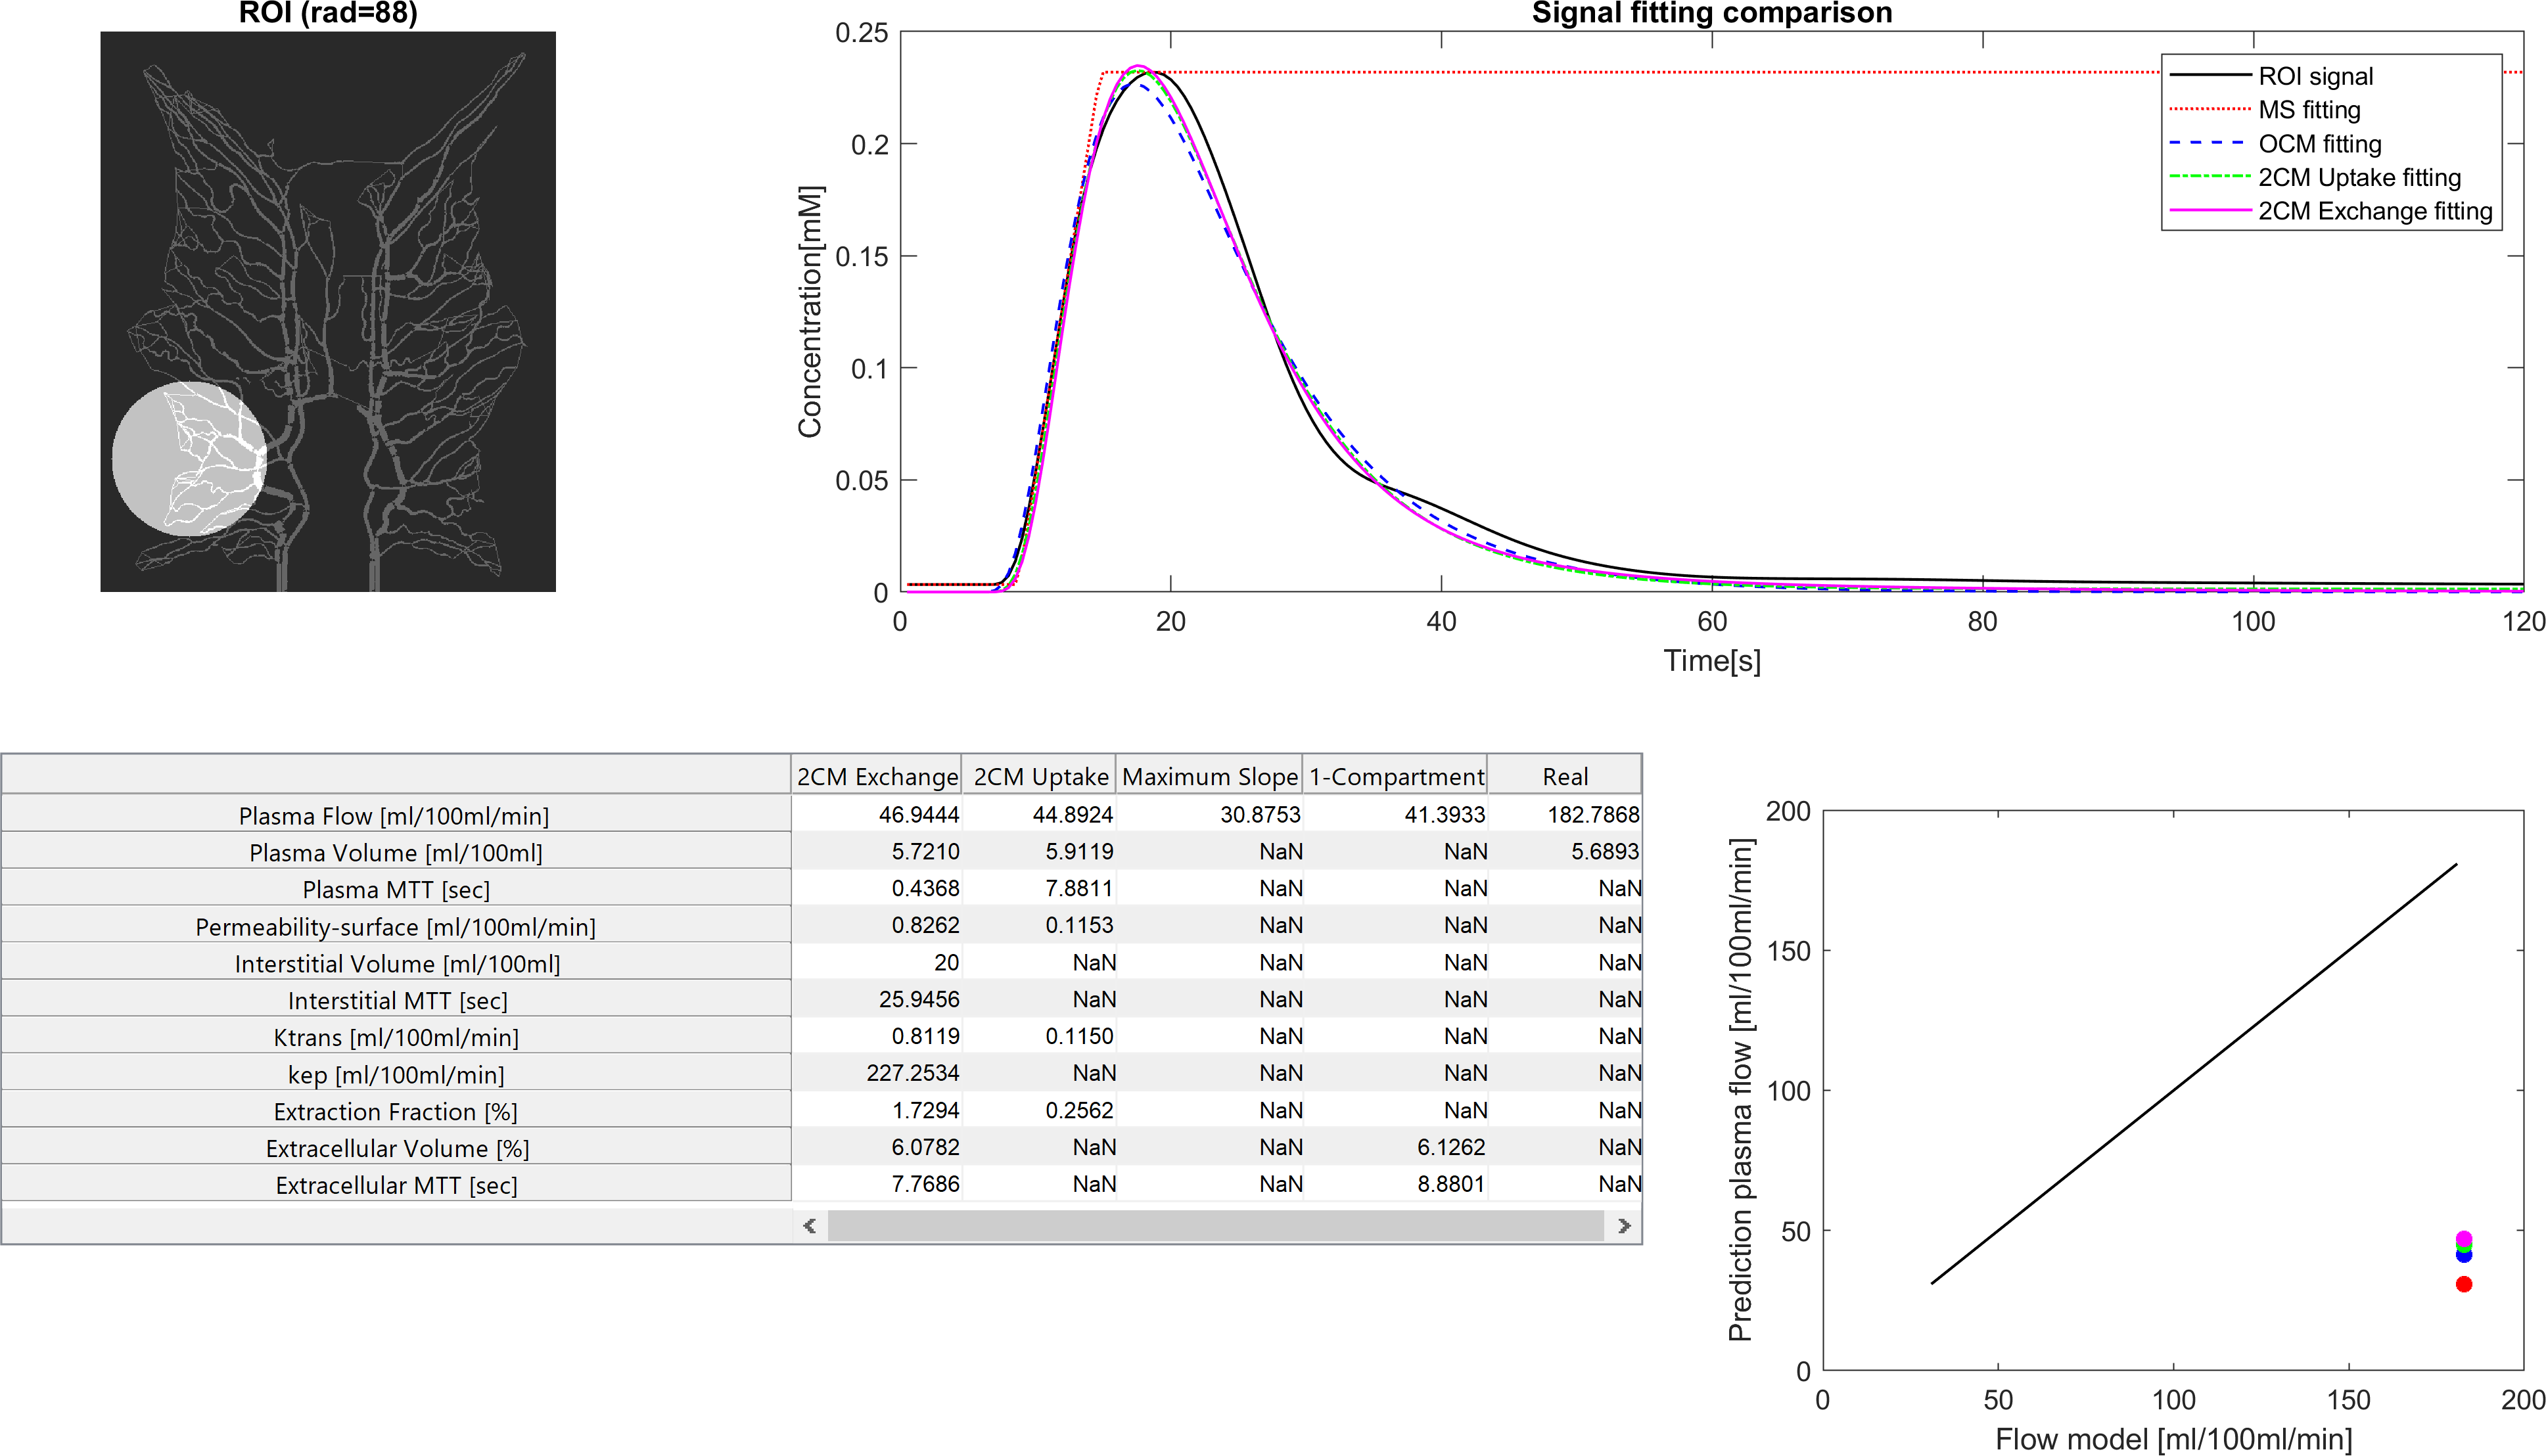 ROI (rad=88)
Signal fitting comparison
Concentration[mM]
0.25
0.2
0.15
0.1
0.05
0
0 20 40 60 80 100 120
Time[s]
ROI signal
MS fitting
OCM fitting
2CM Uptake fitting
2CM Exchange fitting
2CM Exchange 2CM Uptake Maximum Slope 1-Compartment Real
Plasma Flow [ml/100ml/min] 46.9444 44.8924 30.8753 41.3933 182.7868
Plasma Volume [ml/100ml] 5.7210 5.9119 NaN NaN 5.6893
Plasma MTT [sec] 0.4368 7.8811 NaN NaN NaN
Permeability-surface [ml/100ml/min] 0.8262 0.1153 NaN NaN NaN
Interstitial Volume [ml/100ml] 20 NaN NaN NaN NaN
Interstitial MTT [sec] 25.9456 NaN NaN NaN NaN
Ktrans [ml/100ml/min] 0.8119 0.1150 NaN NaN NaN
kep [ml/100ml/min] 227.2534 NaN NaN NaN NaN
Extraction Fraction [%] 1.7294 0.2562 NaN NaN NaN
Extracellular Volume [%] 6.0782 NaN NaN 6.1262 NaN
Extracellular MTT [sec] 7.7686 NaN NaN 8.8801 NaN
Prediction plasma flow [ml/100ml/min]
200
150
100
50
0
0 50 100 150 200
Flow model [ml/100ml/min]